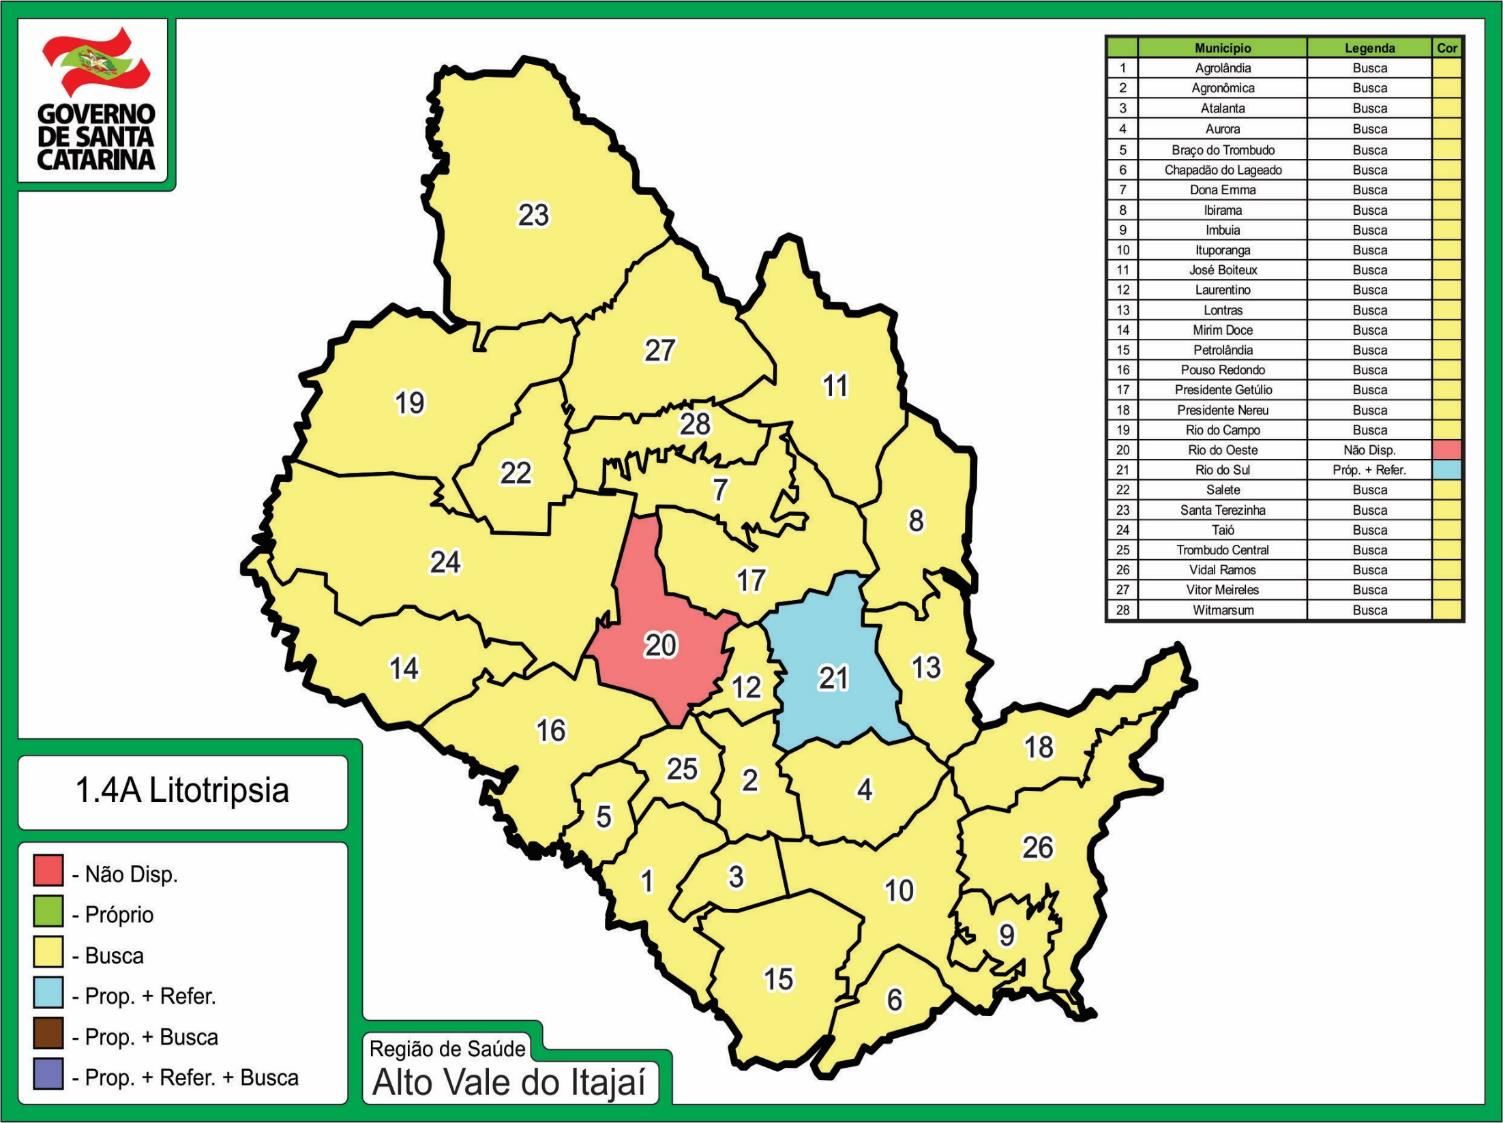 GOVERNO
DE SANTA
CATARINA
Município Legenda Cor
1 Agrolândia Busca
2 Agronômica Busca
3 Atalanta Busca
4 Aurora Busca
5 Braço do Trombudo Busca
6 Chapadão do Lageado Busca
7 Dona Emma Busca
8 Ibirama Busca
9 Imbuia Busca
10 Ituporanga Busca
11 José Boiteux Busca
12 Laurentino Busca
13 Lontras Busca
14 Mirim Doce Busca
15 Petrolândia Busca
16 Pouso Redondo Busca
17 Presidente Getúlio Busca
18 Presidente Nereu Busca
19 Rio do Campo Busca
20 Rio do Oeste Não Disp.
21 Rio do Sul Próp. + Refer.
22 Salete Busca
23 Santa Terezinha Busca
24 Taió Busca
25 Trombudo Central Busca
26 Vidal Ramos Busca
27 Vitor Meireles Busca
28 Witmarsum Busca
23
27
11
19
28
22
7
8
24
17
20
14
13
21
12
16
18
25
2
4
5
26
1
3
10
9
15
6
1.4A Litotripsia
- Não Disp.
- Próprio
- Busca
- Prop. + Refer.
- Prop. + Busca
- Prop. + Refer. + Busca
Região de Saúde
Alto Vale do Itajaí